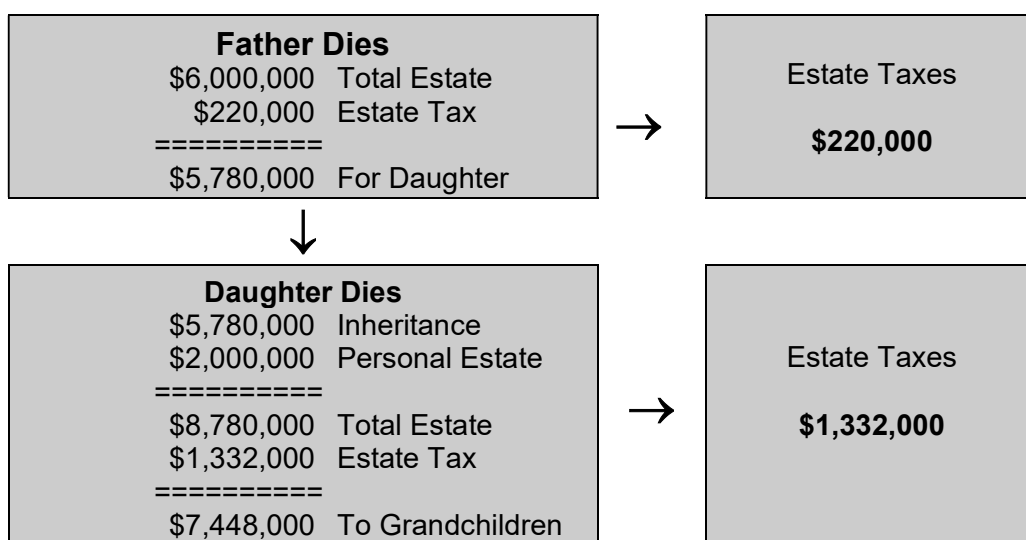 Father Dies
$6,000,000 Total Estate
$220,000 Estate Tax
==========
$5,780,000 For Daughter
→
Estate Taxes
$220,000
↓
Daughter Dies
$5,780,000 Inheritance
$2,000,000 Personal Estate
==========
$8,780,000 Total Estate
$1,332,000 Estate Tax
==========
$7,448,000 To Grandchildren
→
Estate Taxes
$1,332,000